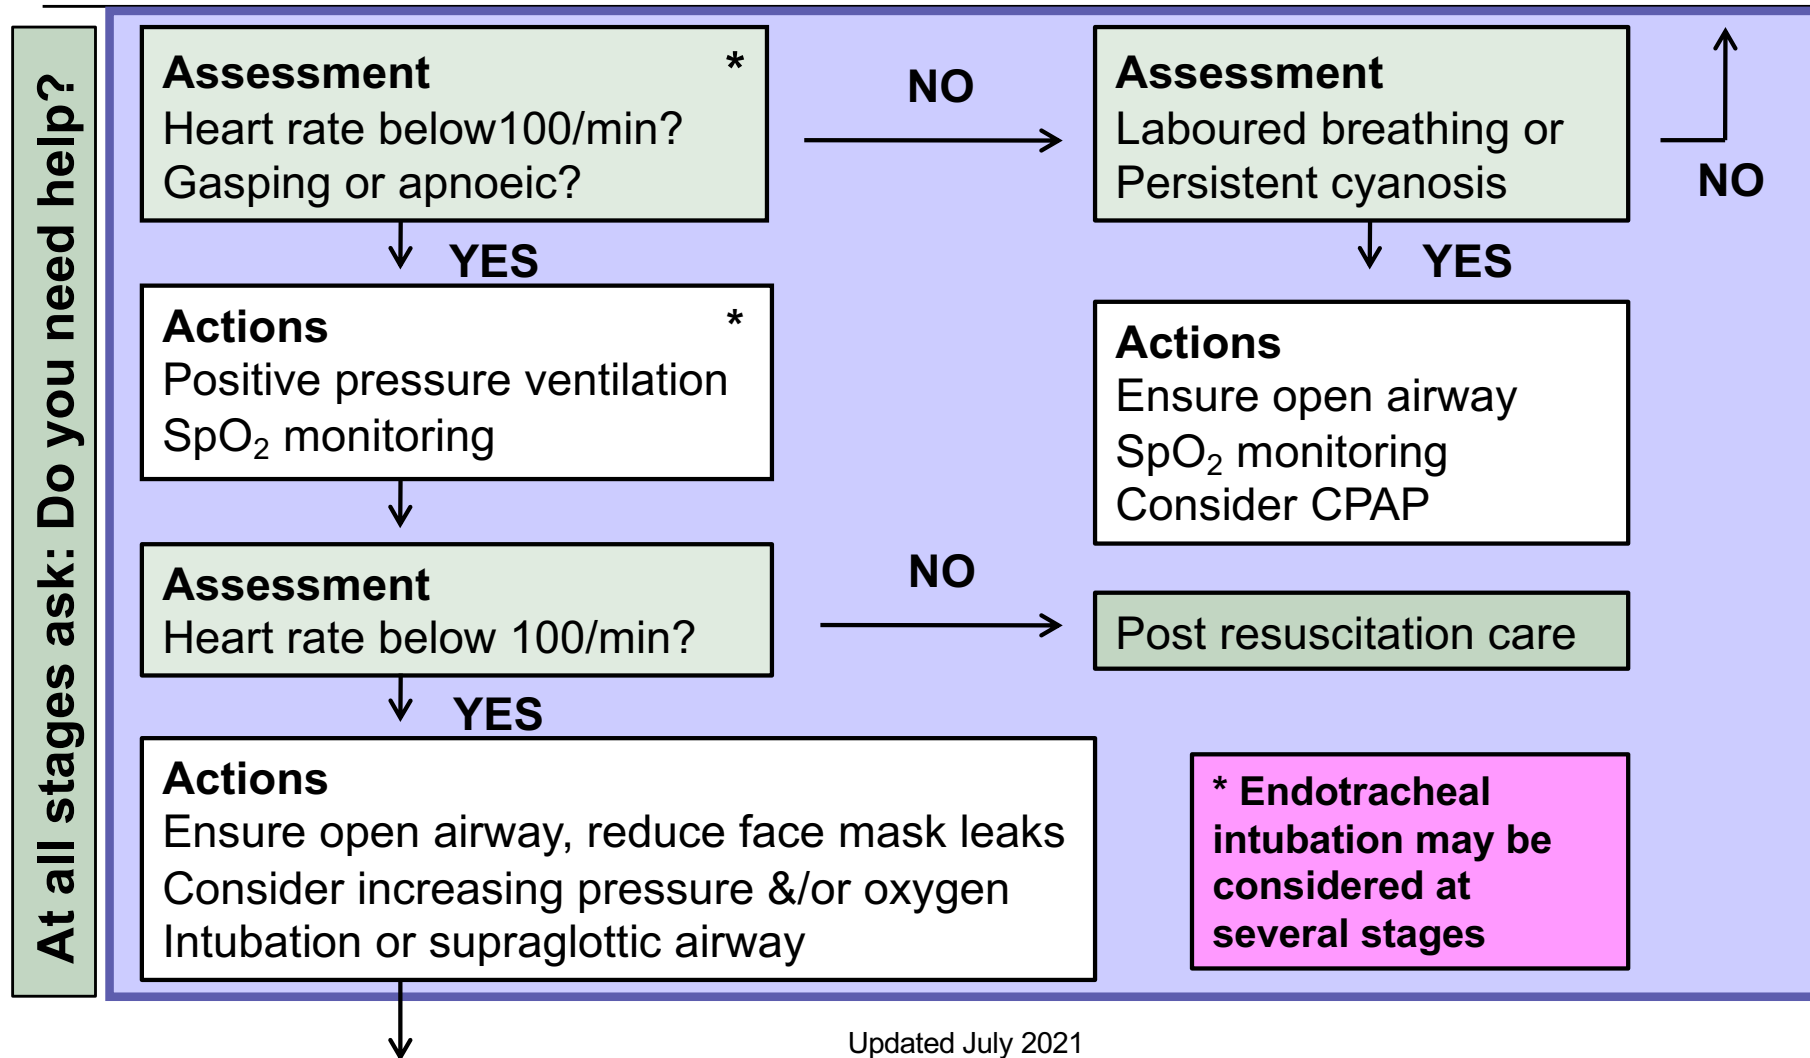 At all stages ask: Do you need help?
Assessment *
Heart rate below100/min?
Gasping or apnoeic?
NO
Assessment
Laboured breathing or
Persistent cyanosis
NO
YES
YES
Actions *
Positive pressure ventilation
SpO₂ monitoring
Actions
Ensure open airway
SpO₂ monitoring
Consider CPAP
Assessment
Heart rate below 100/min?
NO
Post resuscitation care
YES
Actions
Ensure open airway, reduce face mask leaks
Consider increasing pressure &/or oxygen
Intubation or supraglottic airway
* Endotracheal
intubation may be
considered at
several stages
Updated July 2021